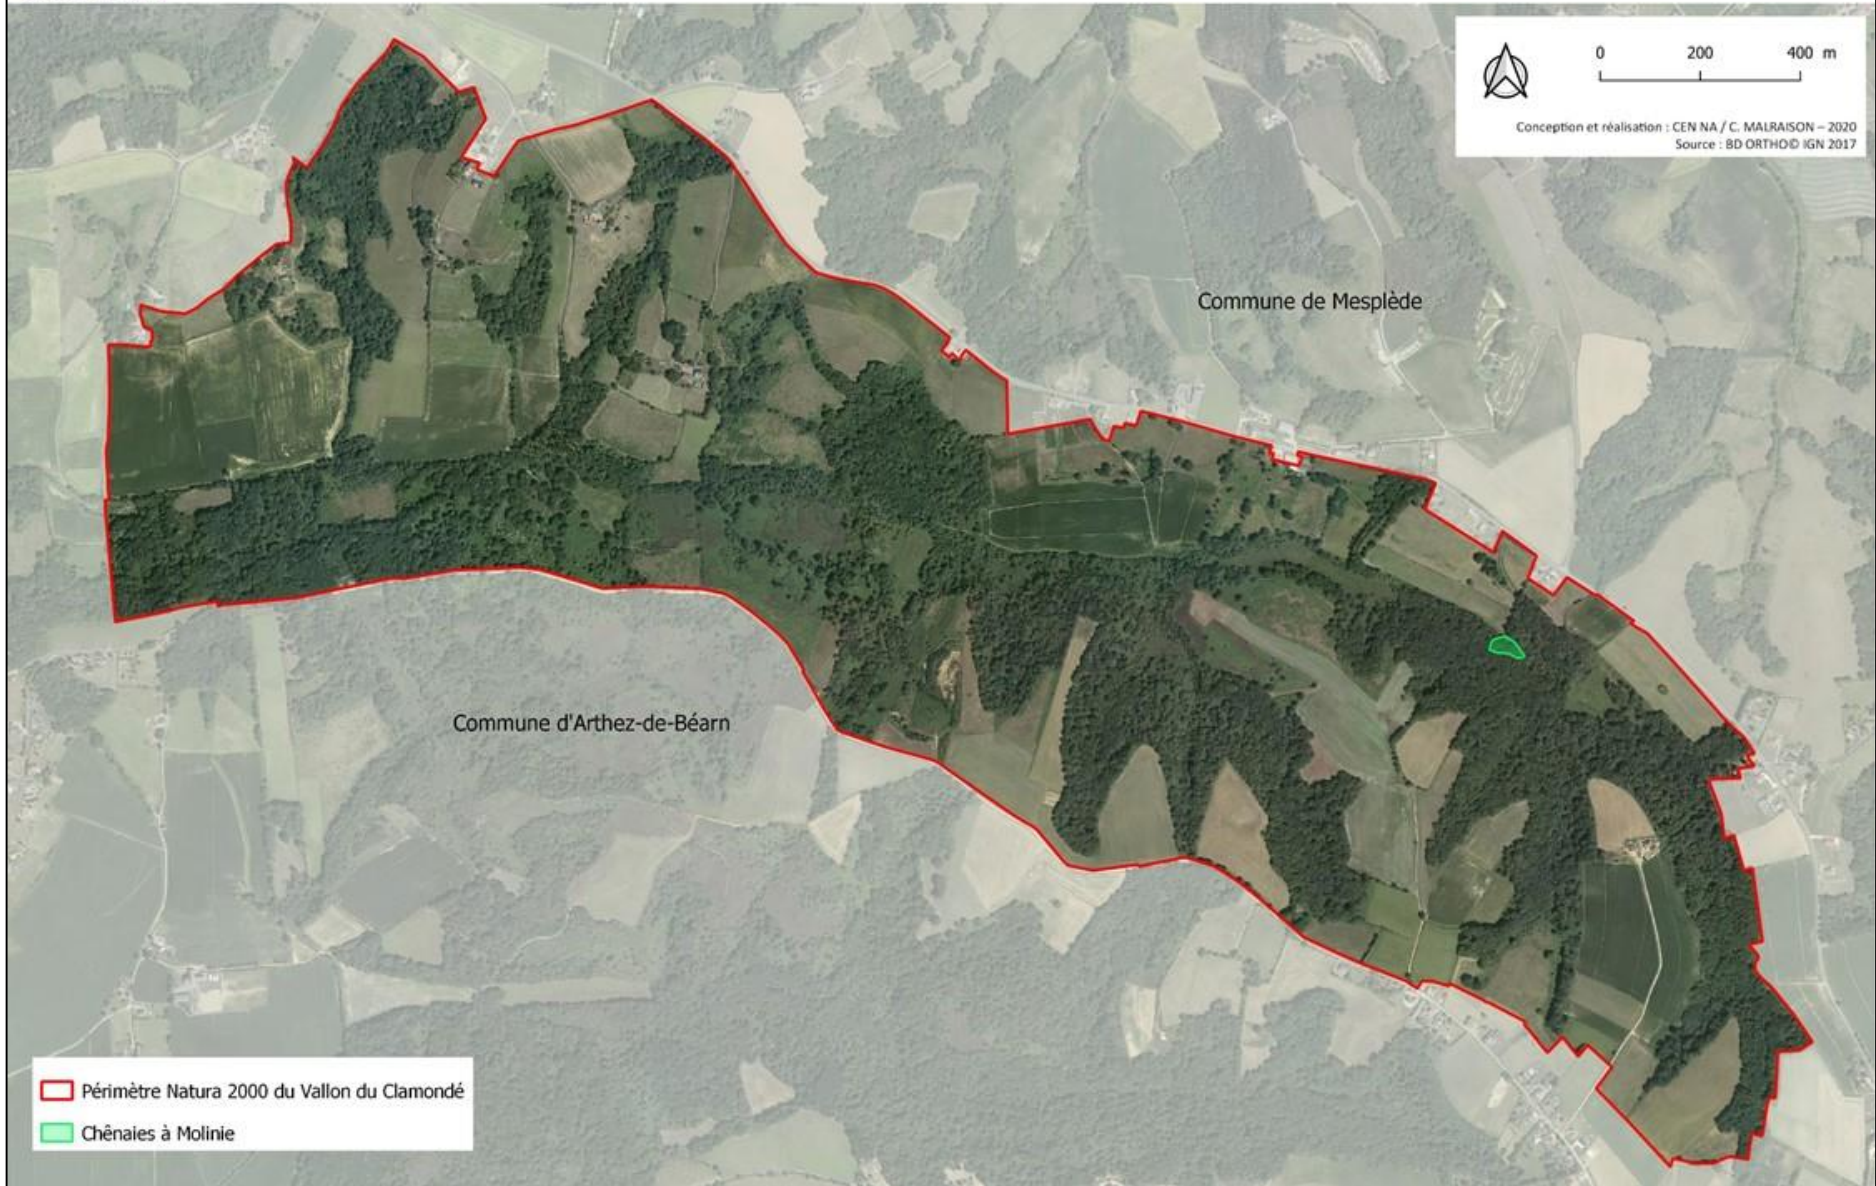 0 200 400 m
Conception et réalisation : CEN NA / C. MALRAISON – 2020
Source : BD ORTHO© IGN 2017
Commune de Mesplède
Commune d'Arthez-de-Béarn
Périmètre Natura 2000 du Vallon du Clamondé
Chênaies à Molinie